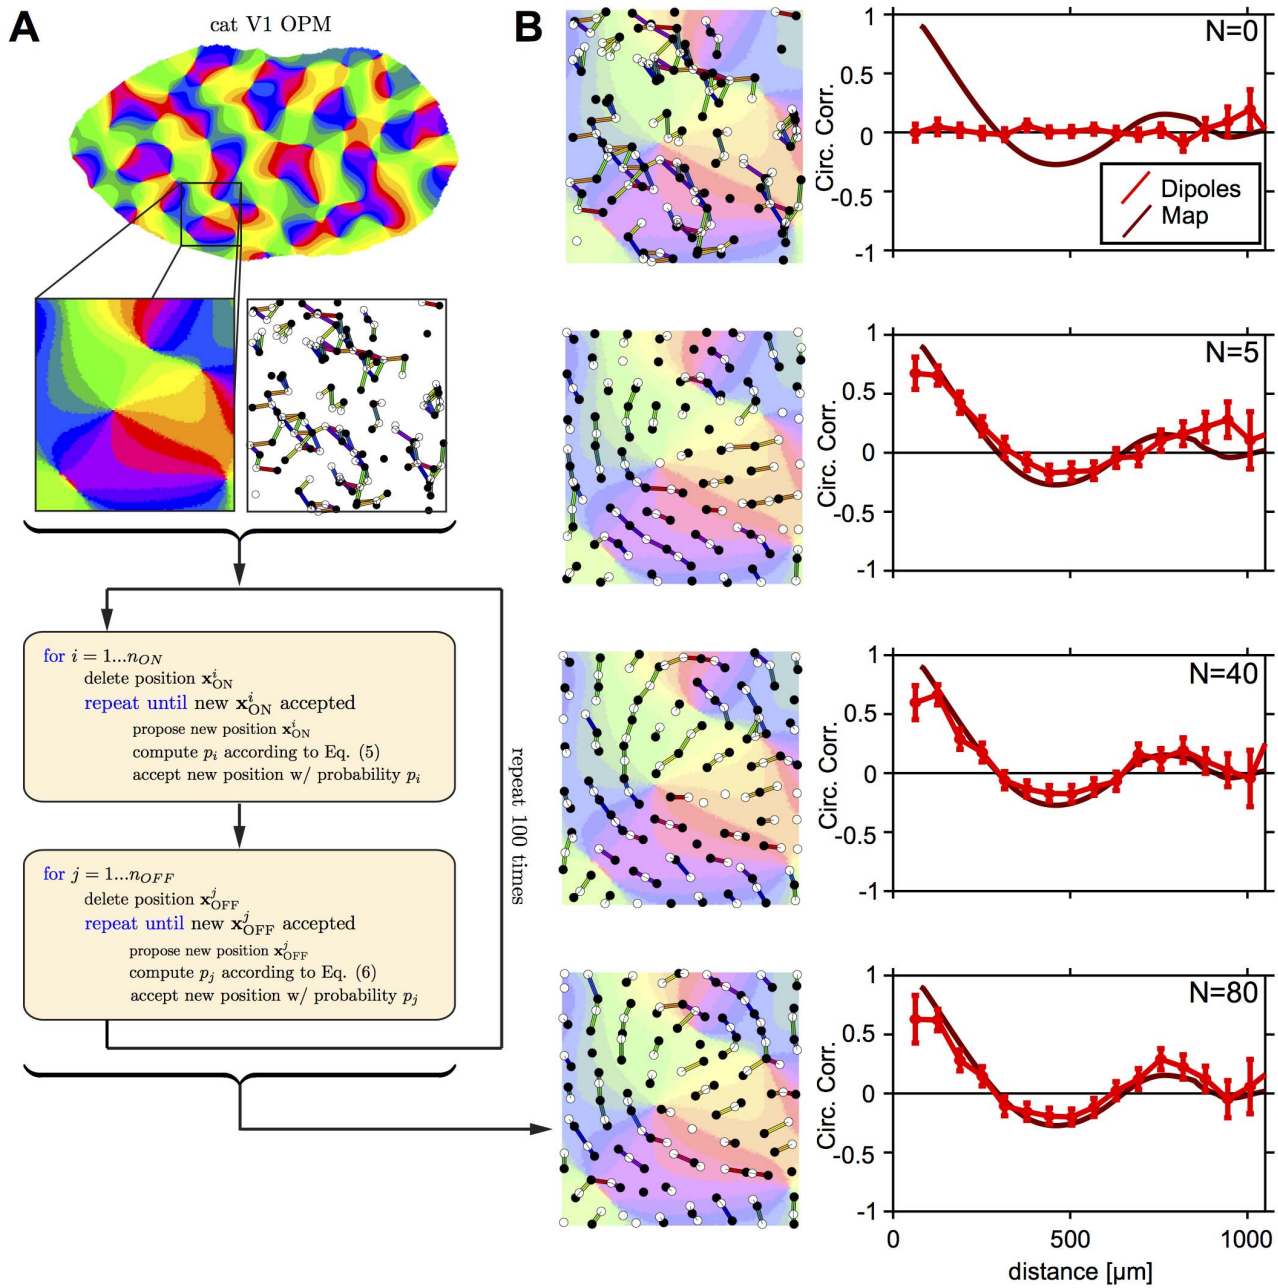 A
cat V1 OPM
for i = 1...n_ON
delete position x^i_ON
repeat until new x^i_ON accepted
propose new position x^i_ON
compute p_i according to Eq. (5)
accept new position w/ probability p_i
for j = 1...n_OFF
delete position x^j_OFF
repeat until new x^j_OFF accepted
propose new position x^j_OFF
compute p_j according to Eq. (6)
accept new position w/ probability p_j
repeat 100 times
B
1
N=0
0.5
Circ. Corr.
0
-0.5
-1
Dipoles
Map
1
N=5
0.5
Circ. Corr.
0
-0.5
-1
1
N=40
0.5
Circ. Corr.
0
-0.5
-1
1
N=80
0.5
Circ. Corr.
0
-0.5
-1
0 500 1000
distance [µm]